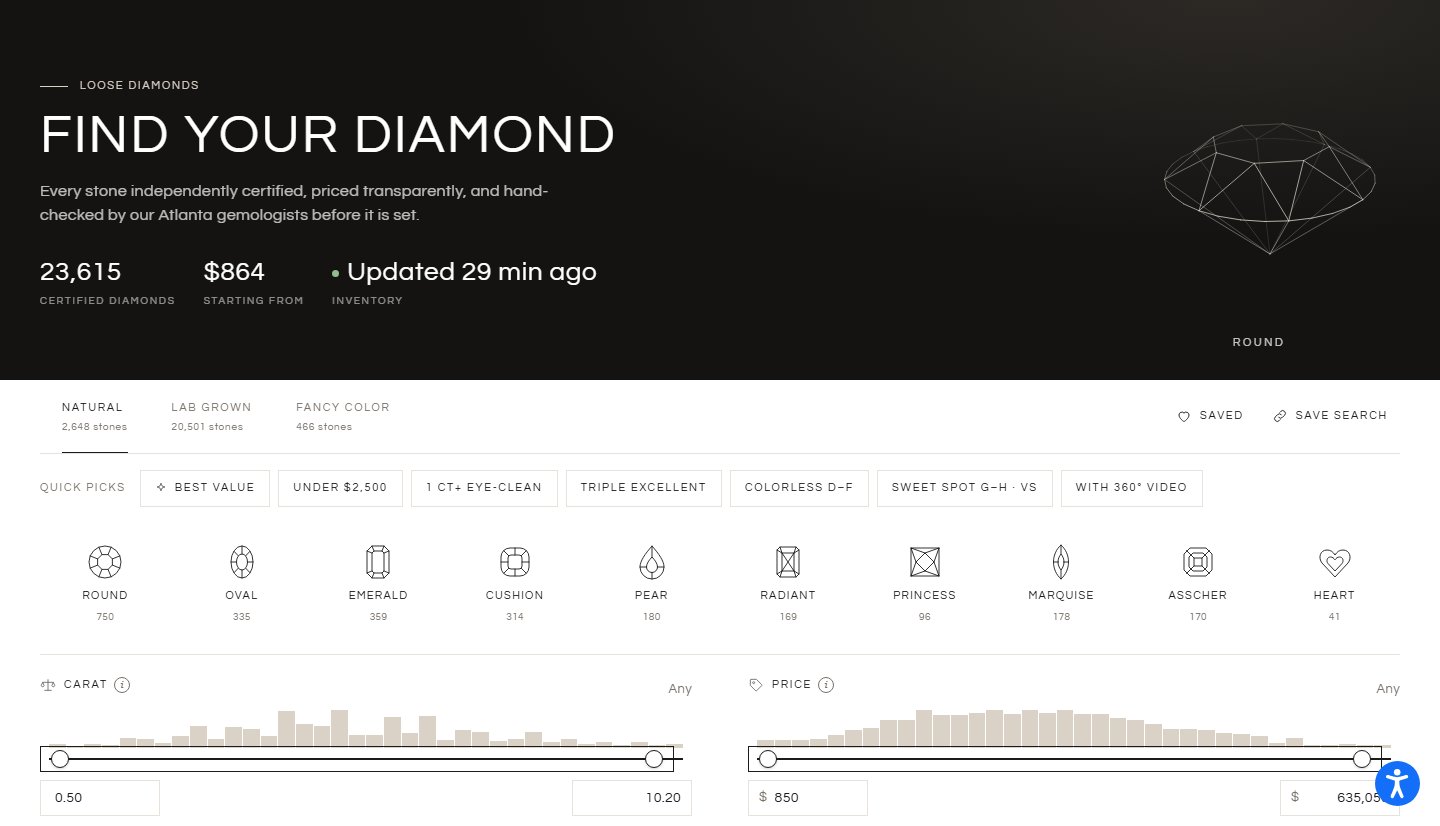 LOOSE DIAMONDS
FIND YOUR DIAMOND
Every stone independently certified, priced transparently, and hand-
checked by our Atlanta gemologists before it is set.
23,615 $864 Updated 29 min ago
CERTIFIED DIAMONDS STARTING FROM INVENTORY
ROUND
NATURAL LAB GROWN FANCY COLOR
2,648 stones 20,501 stones 466 stones
SAVED SAVE SEARCH
QUICK PICKS BEST VALUE UNDER $2,500 1 CT+ EYE-CLEAN TRIPLE EXCELLENT COLORLESS D–F SWEET SPOT G–H · VS WITH 360° VIDEO
ROUND OVAL EMERALD CUSHION PEAR RADIANT PRINCESS MARQUISE ASSCHER HEART
750 335 359 314 180 169 96 178 170 41
CARAT i Any PRICE i Any
0.50 10.20 $ 850 $